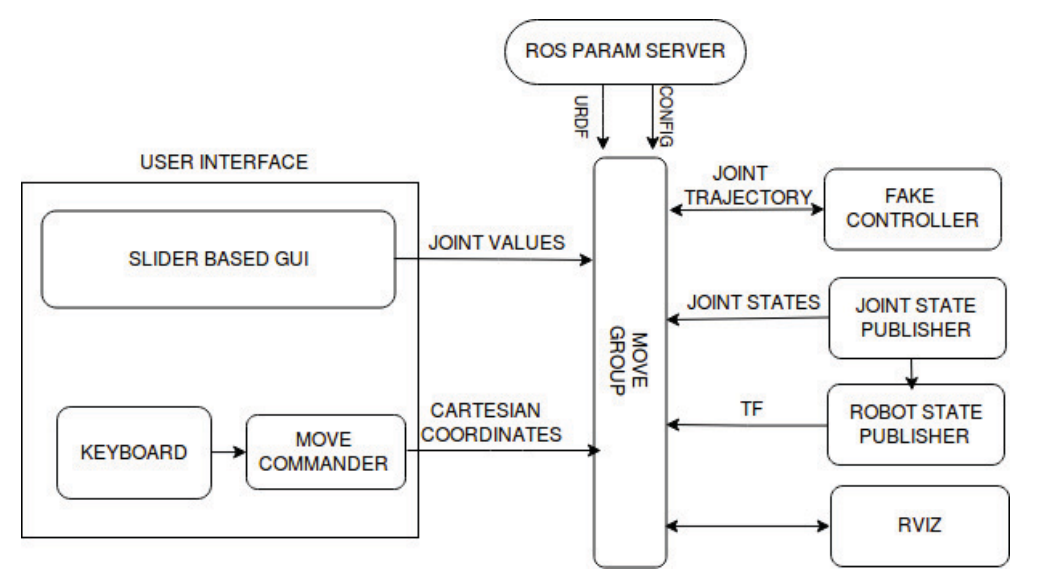 ROS PARAM SERVER
URDF
CONFIG
USER INTERFACE
SLIDER BASED GUI
JOINT VALUES
KEYBOARD
MOVE
COMMANDER
CARTESIAN
COORDINATES
MOVE
GROUP
JOINT
TRAJECTORY
FAKE
CONTROLLER
JOINT STATES
JOINT STATE
PUBLISHER
TF
ROBOT STATE
PUBLISHER
RVIZ